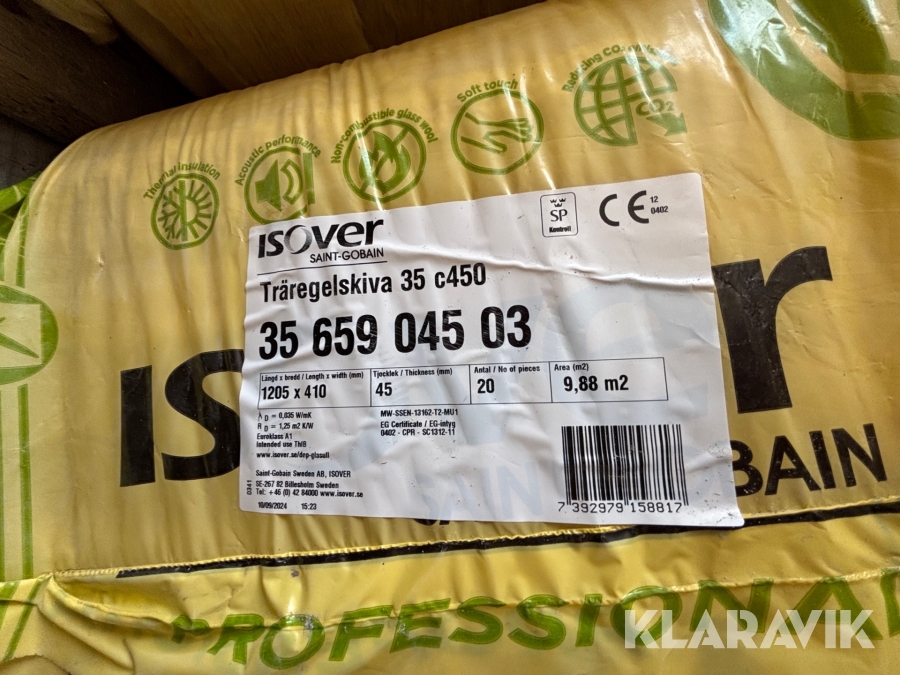 Thermal insulation
Acoustic performance
Non-combustible glass wool
Soft touch
Reducing CO2
CO2
ISOVER
SAINT-GOBAIN
SP
Kontroll
CE
12
0402
Träregelskiva 35 c450
35 659 045 03
Längd x bredd / Length x width (mm)
1205 x 410
Tjocklek / Thickness (mm)
45
Antal / No of pieces
20
Area (m2)
9,88 m2
λ D = 0,035 W/mK
R D = 1,25 m2 K/W
Euroklass A1
Intended use ThIB
www.isover.se/dop-glasull
MW-SSEN-13162-T2-MU1
EG Certificate / EG-intyg
0402 - CPR - SC1312-11
Saint-Gobain Sweden AB, ISOVER
SE-267 82 Billesholm Sweden
Tel: +46 (0) 42 84000 www.isover.se
10/09/2024 15:23
0341
7 392979 158817
IS
r
BAIN
PROFESSIONA
KLARAVIK